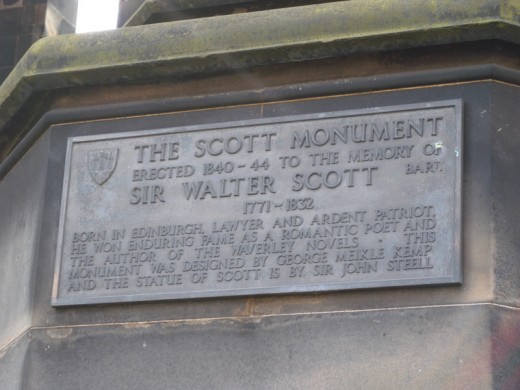 THE SCOTT MONUMENT
ERECTED 1840-44 TO THE MEMORY OF
SIR WALTER SCOTT BART.
1771-1832
BORN IN EDINBURGH, LAWYER AND ARDENT PATRIOT,
HE WON ENDURING FAME AS A ROMANTIC POET AND
THE AUTHOR OF THE WAVERLEY NOVELS · THIS
MONUMENT WAS DESIGNED BY GEORGE MEIKLE KEMP
AND THE STATUE OF SCOTT IS BY SIR JOHN STEELL